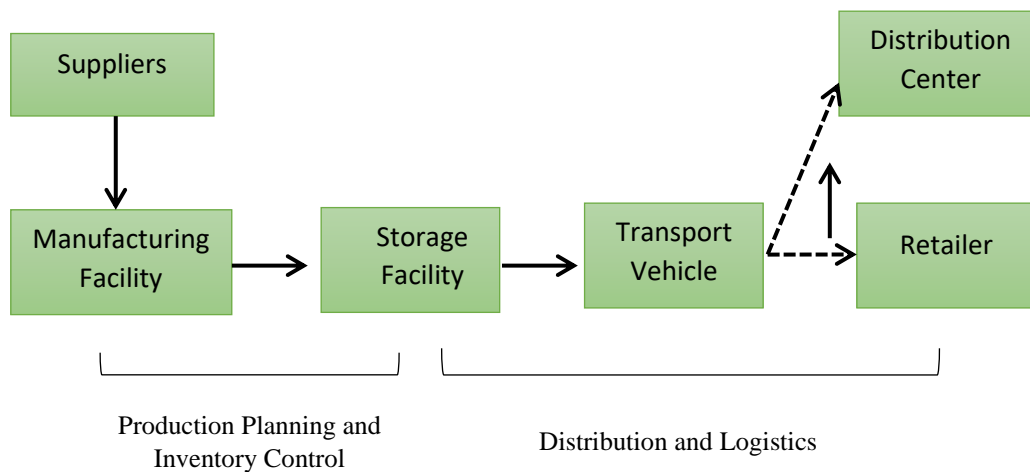 Suppliers
Distribution
Center
Manufacturing
Facility
Storage
Facility
Transport
Vehicle
Retailer
Production Planning and
Inventory Control
Distribution and Logistics